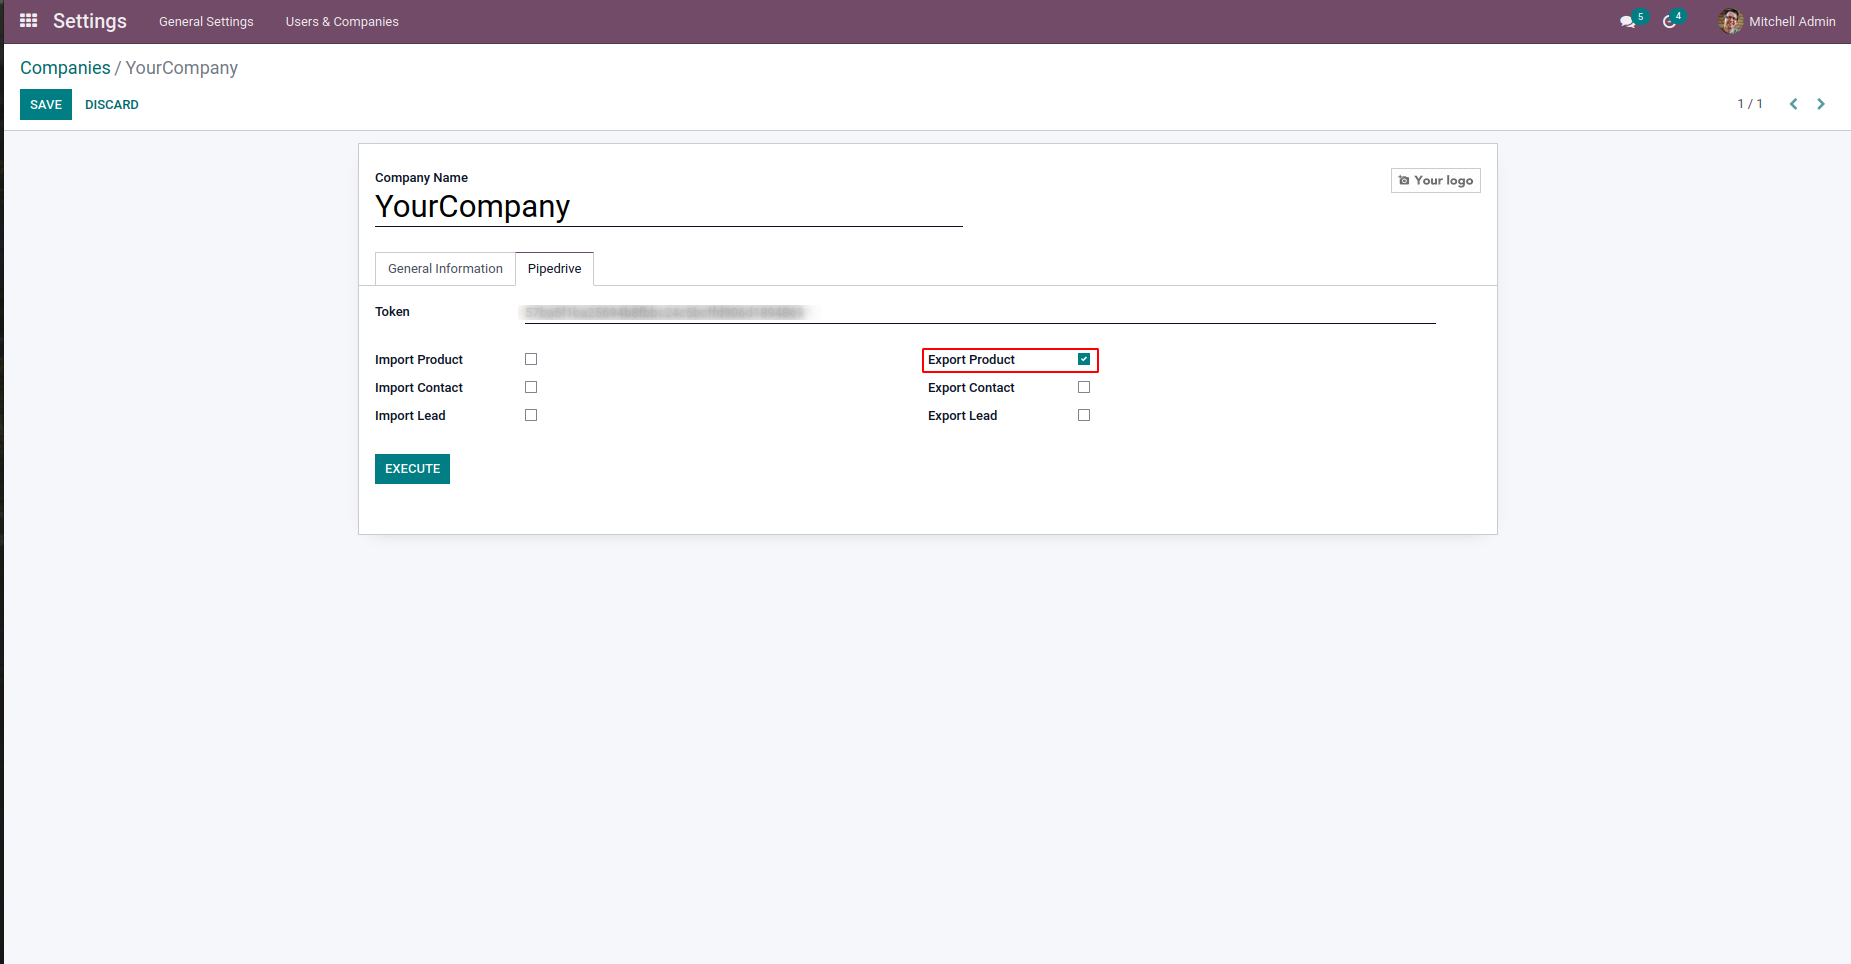 Settings General Settings Users & Companies 5 4 Mitchell Admin
Companies / YourCompany
SAVE DISCARD 1 / 1
Company Name
Your logo
YourCompany
General Information Pipedrive
Token
Import Product Export Product
Import Contact Export Contact
Import Lead Export Lead
EXECUTE